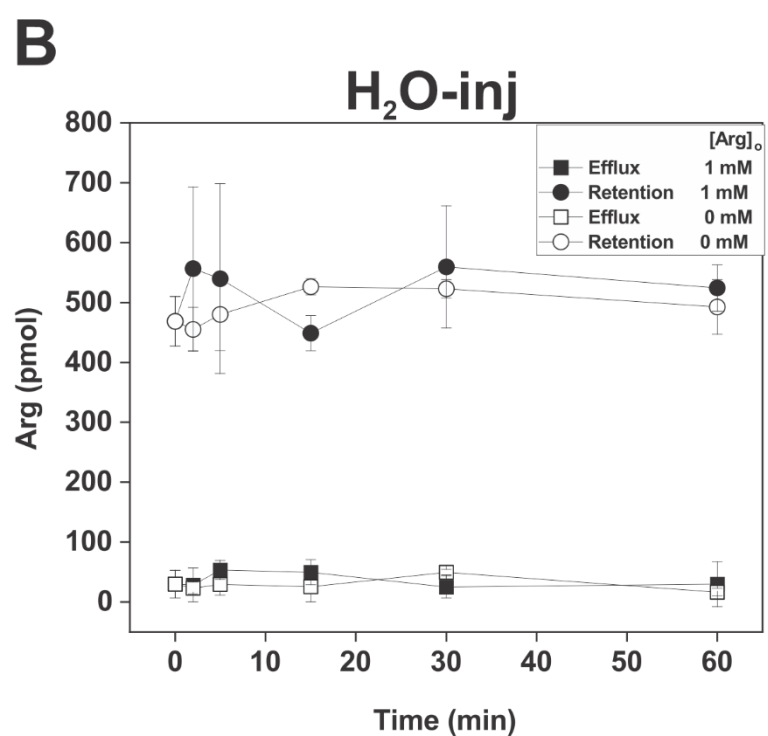 B
H₂O-inj
[Arg]ₒ
Efflux 1 mM
Retention 1 mM
Efflux 0 mM
Retention 0 mM
800
700
600
500
400
300
200
100
0
Arg (pmol)
0 10 20 30 40 50 60
Time (min)